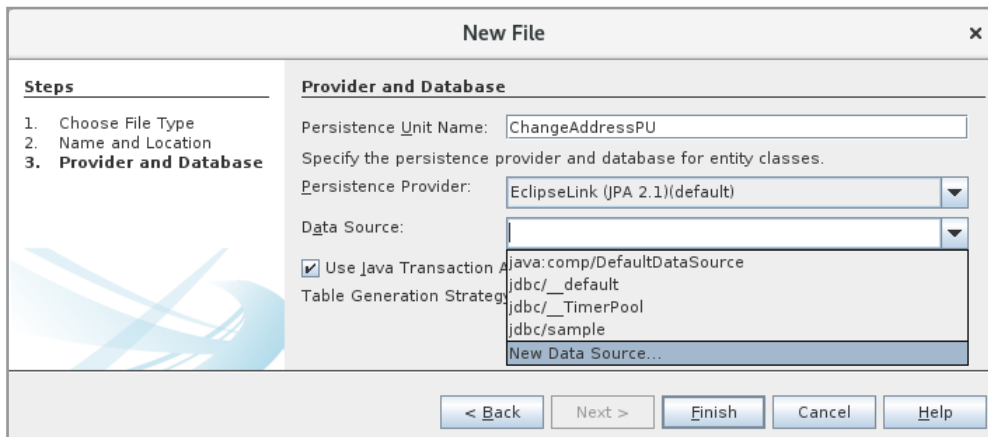 New File
×
Steps
1. Choose File Type
2. Name and Location
3. Provider and Database
Provider and Database
Persistence Unit Name: ChangeAddressPU
Specify the persistence provider and database for entity classes.
Persistence Provider: EclipseLink (JPA 2.1)(default)
Data Source:
Use Java Transaction A
java:comp/DefaultDataSource
jdbc/__default
Table Generation Strategy
jdbc/__TimerPool
jdbc/sample
New Data Source...
< Back Next > Finish Cancel Help